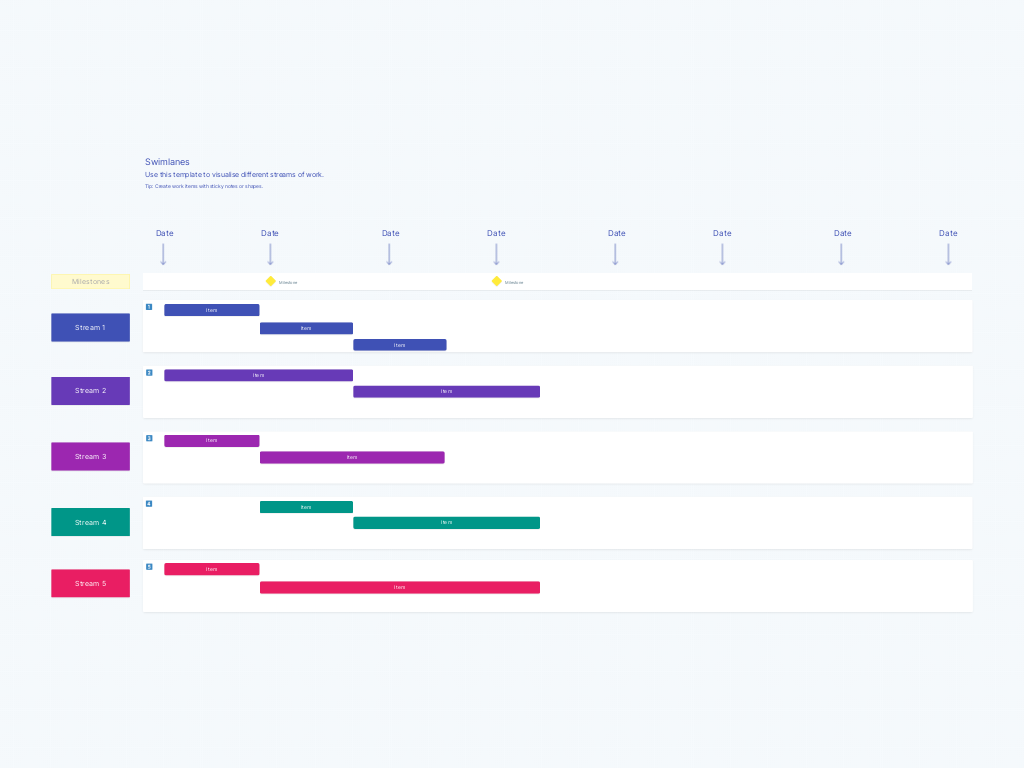 Swimlanes
Use this template to visualise different streams of work.
Tip: Create work items with sticky notes or shapes.
Date Date Date Date Date Date Date Date
Milestones Milestone Milestone
1 Item
Stream 1 Item
Item
2 Item
Stream 2 Item
3 Item
Stream 3 Item
4 Item
Stream 4 Item
5 Item
Stream 5 Item